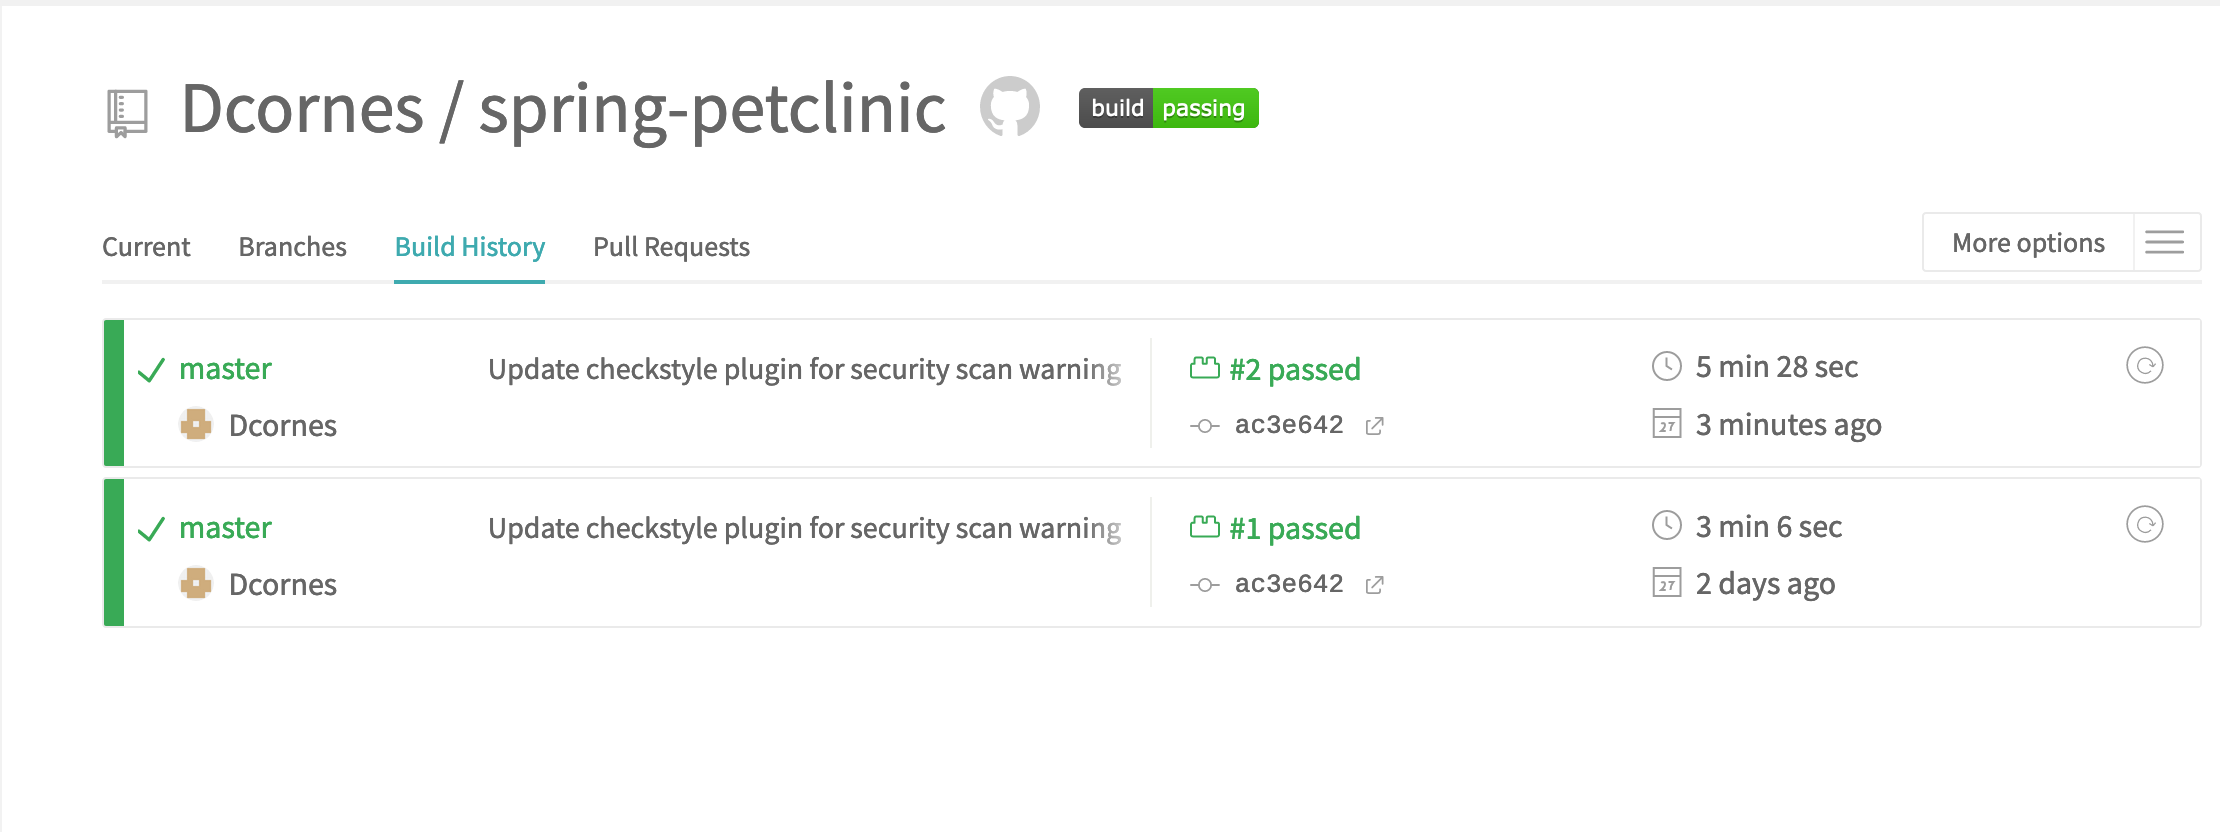 Dcornes / spring-petclinic
build passing
Current Branches Build History Pull Requests
More options
master Update checkstyle plugin for security scan warning #2 passed 5 min 28 sec
Dcornes ac3e642 27 3 minutes ago
master Update checkstyle plugin for security scan warning #1 passed 3 min 6 sec
Dcornes ac3e642 27 2 days ago